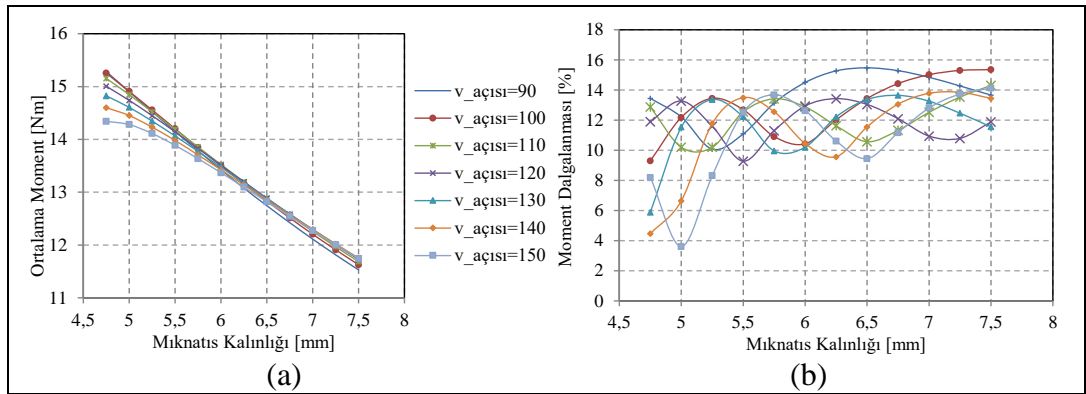 16
15
14
13
12
11
Ortalama Moment [Nm]
4,5 5 5,5 6 6,5 7 7,5 8
Mıknatıs Kalınlığı [mm]
(a)
v_açısı=90
v_açısı=100
v_açısı=110
v_açısı=120
v_açısı=130
v_açısı=140
v_açısı=150
18
16
14
12
10
8
6
4
2
0
Moment Dalgalanması [%]
4,5 5 5,5 6 6,5 7 7,5 8
Mıknatıs Kalınlığı [mm]
(b)